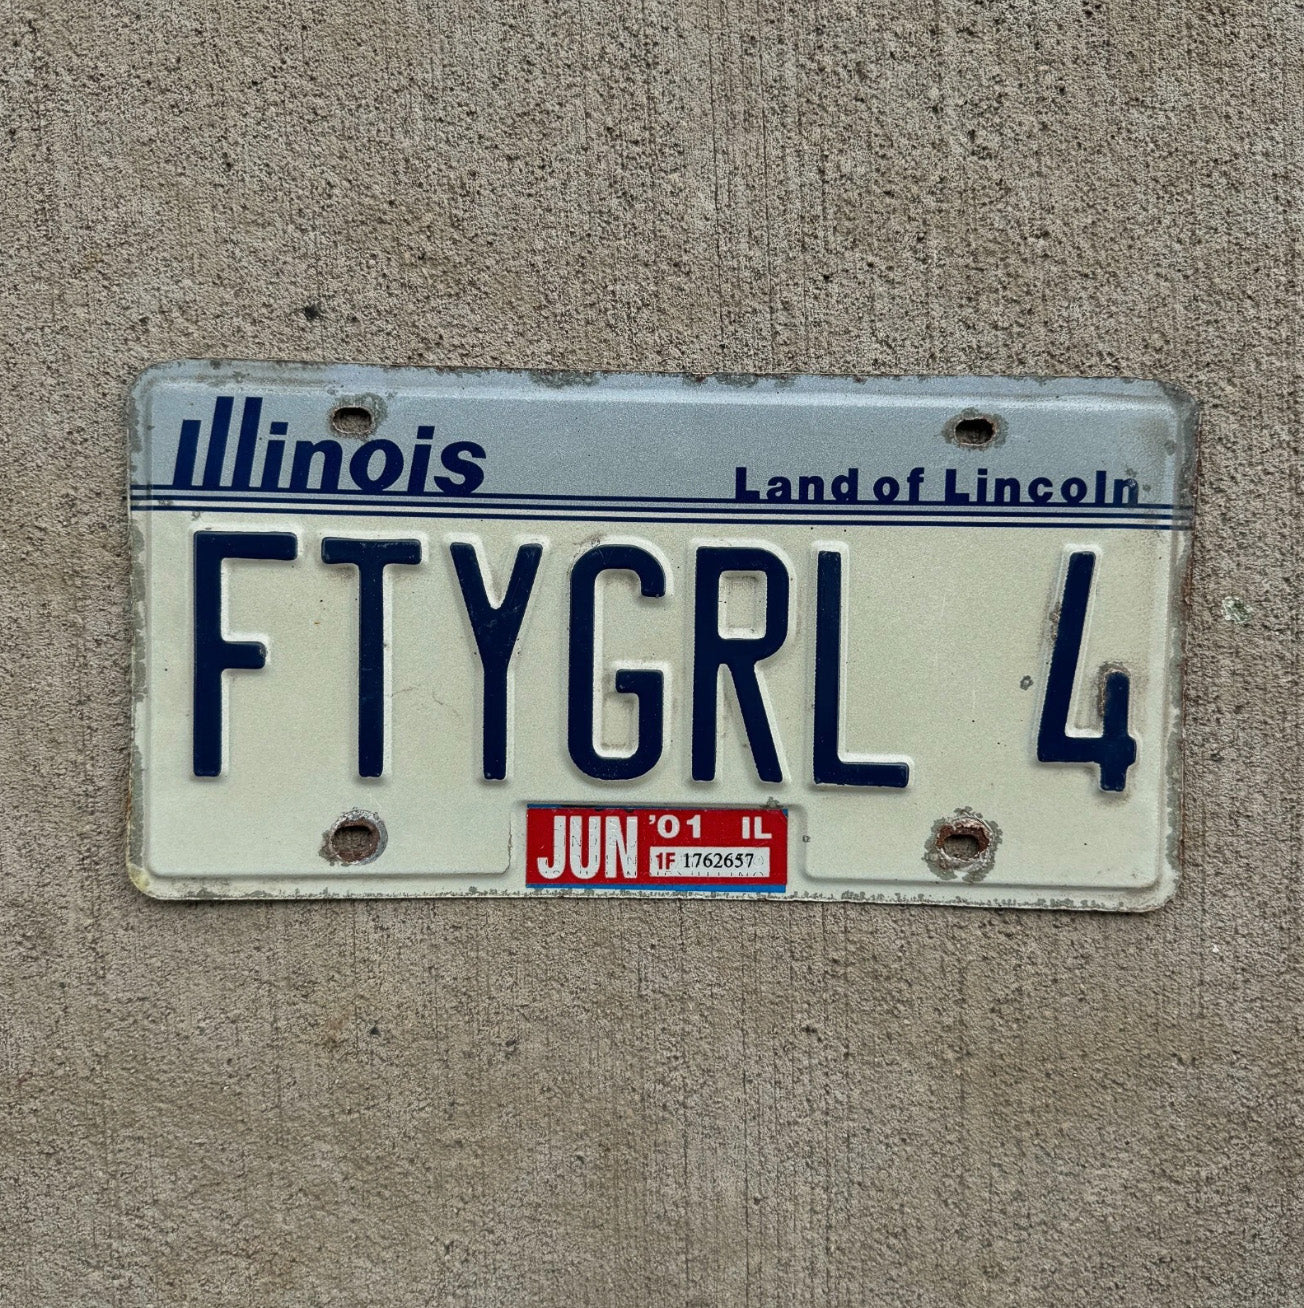 Illinois
Land of Lincoln
FTYGRL 4
JUN '01 IL
1F 1762657